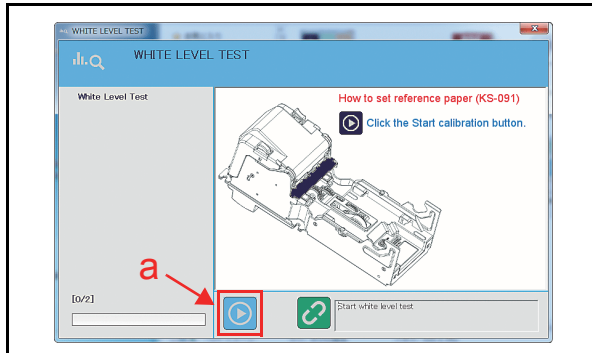 WHITE LEVEL TEST
WHITE LEVEL TEST
White Level Test
How to set reference paper (KS-091)
Click the Start calibration button.
a
[0/2]
Start white level test